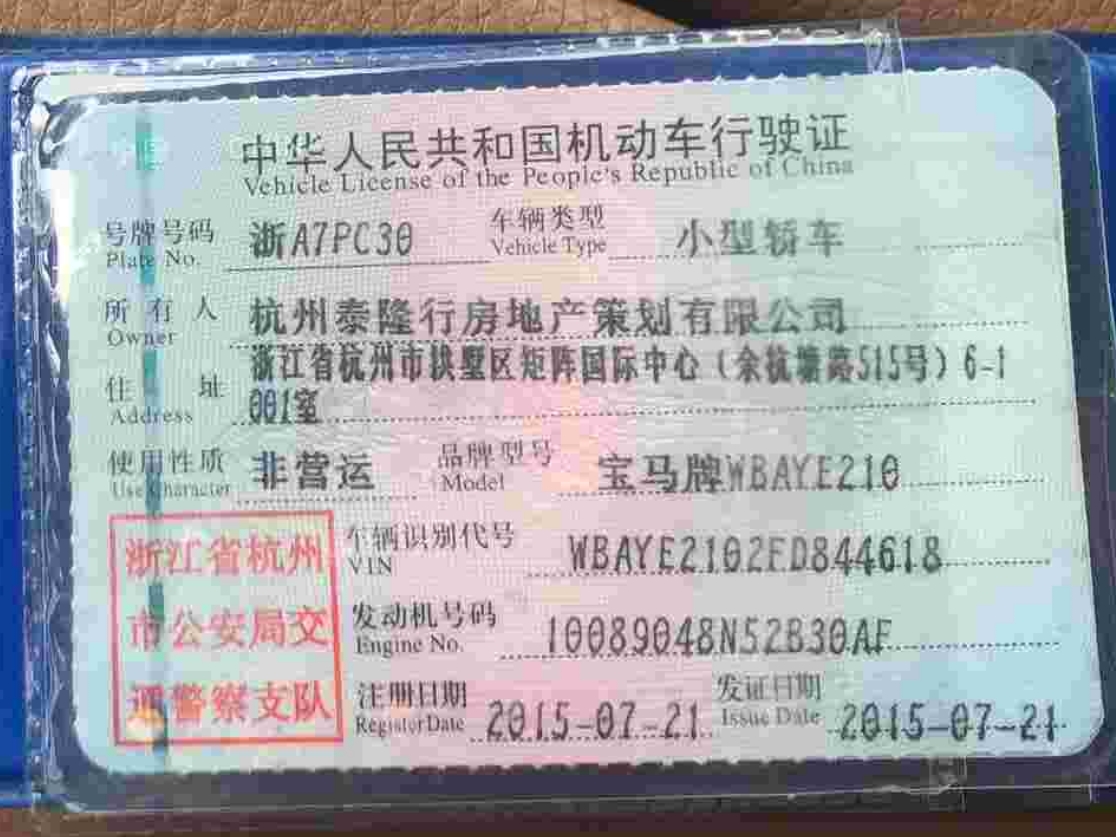 中华人民共和国机动车行驶证
Vehicle License of the People's Republic of China
号牌号码 浙A7PC30 车辆类型 小型轿车
Plate No. Vehicle Type
所有人 杭州泰隆行房地产策划有限公司
Owner
住址 浙江省杭州市拱墅区矩阵国际中心（余杭塘路515号）6-1
Address 001室
使用性质 非营运 品牌型号 宝马牌WBAYE210
Use Character Model
车辆识别代号 WBAYE2102FD844618
VIN
发动机号码 10089048N52B30AF
Engine No.
注册日期 2015-07-21 发证日期 2015-07-21
Register Date Issue Date
浙江省杭州
市公安局交
通警察支队